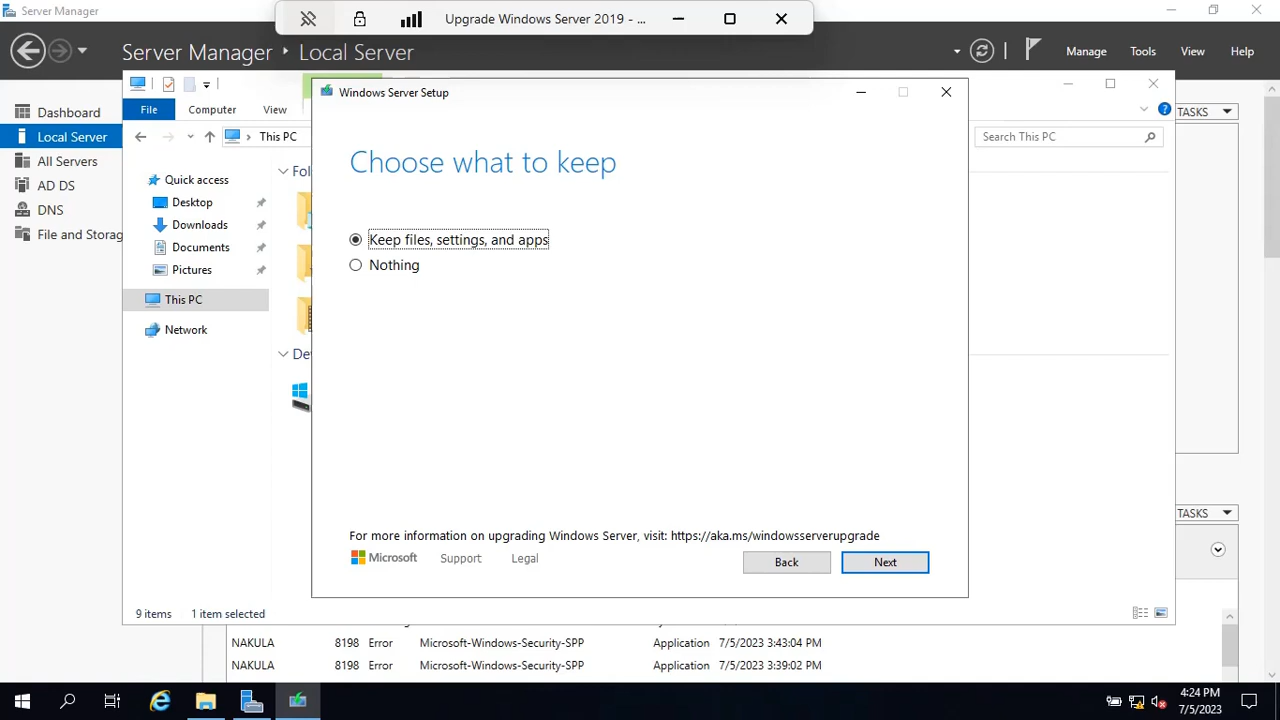 Server Manager
Upgrade Windows Server 2019 - ...
Server Manager
Local Server
Manage
Tools
View
Help
File
Computer
View
Windows Server Setup
Dashboard
TASKS
Local Server
This PC
Search This PC
All Servers
Choose what to keep
Quick access
AD DS
Desktop
DNS
Downloads
File and Storag
Keep files, settings, and apps
Documents
Nothing
Pictures
This PC
Network
TASKS
For more information on upgrading Windows Server, visit: https://aka.ms/windowsserverupgrade
Microsoft
Support
Legal
Back
Next
9 items
1 item selected
NAKULA 8198 Error Microsoft-Windows-Security-SPP Application 7/5/2023 3:43:04 PM
NAKULA 8198 Error Microsoft-Windows-Security-SPP Application 7/5/2023 3:39:02 PM
4:24 PM
7/5/2023